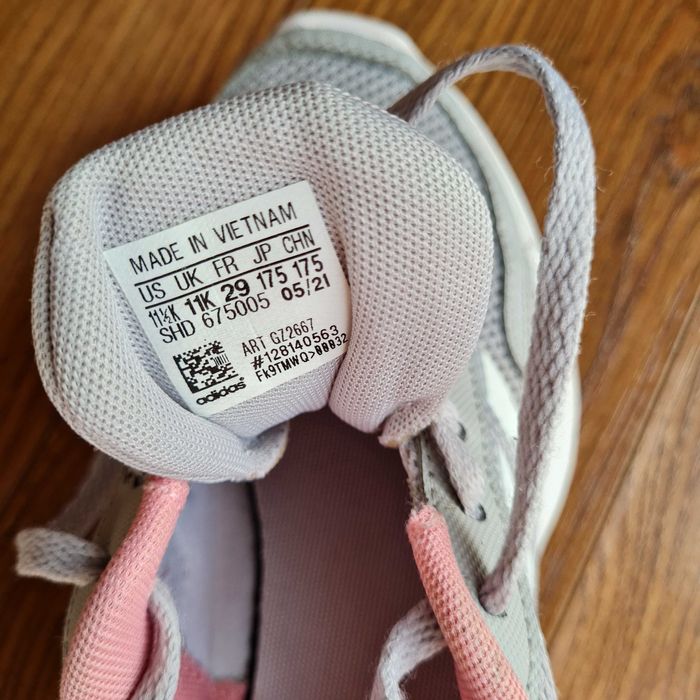 MADE IN VIETNAM
US UK FR JP CHN
11½K 11K 29 175 175
SHD 675005 05/21
ART GZ2667
#128140563
FK9TMWQ>00032
adidas